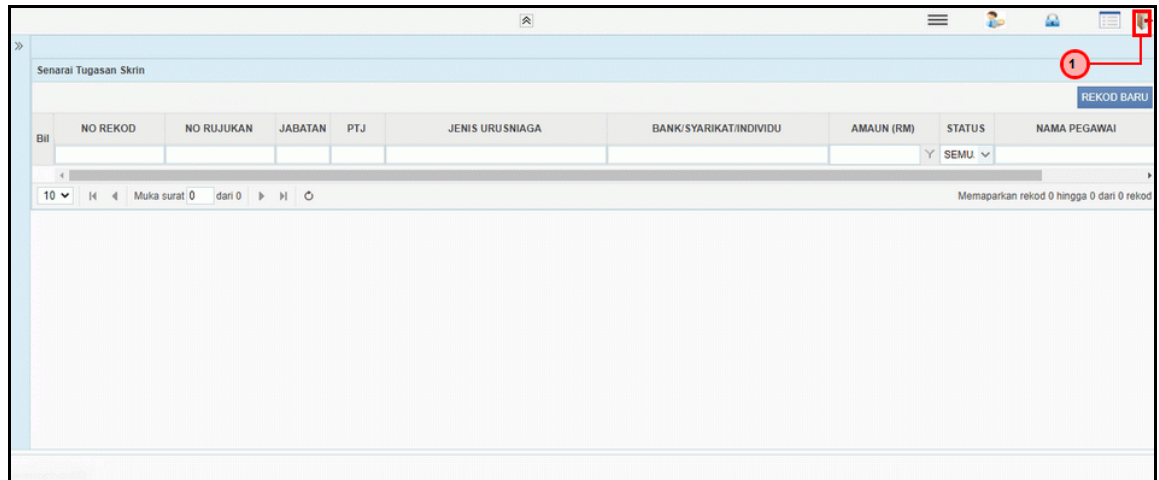 1
Senarai Tugasan Skrin
REKOD BARU
Bil NO REKOD NO RUJUKAN JABATAN PTJ JENIS URUSNIAGA BANK/SYARIKAT/INDIVIDU AMAUN (RM) STATUS NAMA PEGAWAI
SEMU
10 Muka surat 0 dari 0 Memaparkan rekod 0 hingga 0 dari 0 rekod